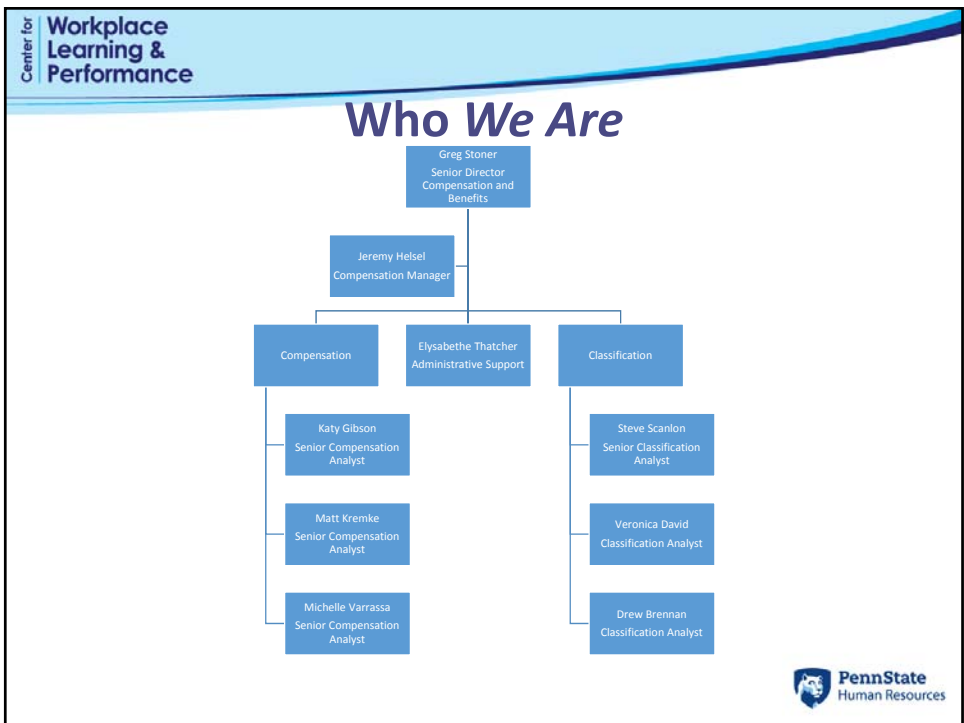 Center for
Workplace
Learning &
Performance
Who We Are
Greg Stoner
Senior Director
Compensation and
Benefits
Jeremy Helsel
Compensation Manager
Compensation
Elysabethe Thatcher
Administrative Support
Classification
Katy Gibson
Senior Compensation
Analyst
Steve Scanlon
Senior Classification
Analyst
Matt Kremke
Senior Compensation
Analyst
Veronica David
Classification Analyst
Michelle Varrassa
Senior Compensation
Analyst
Drew Brennan
Classification Analyst
PennState
Human Resources